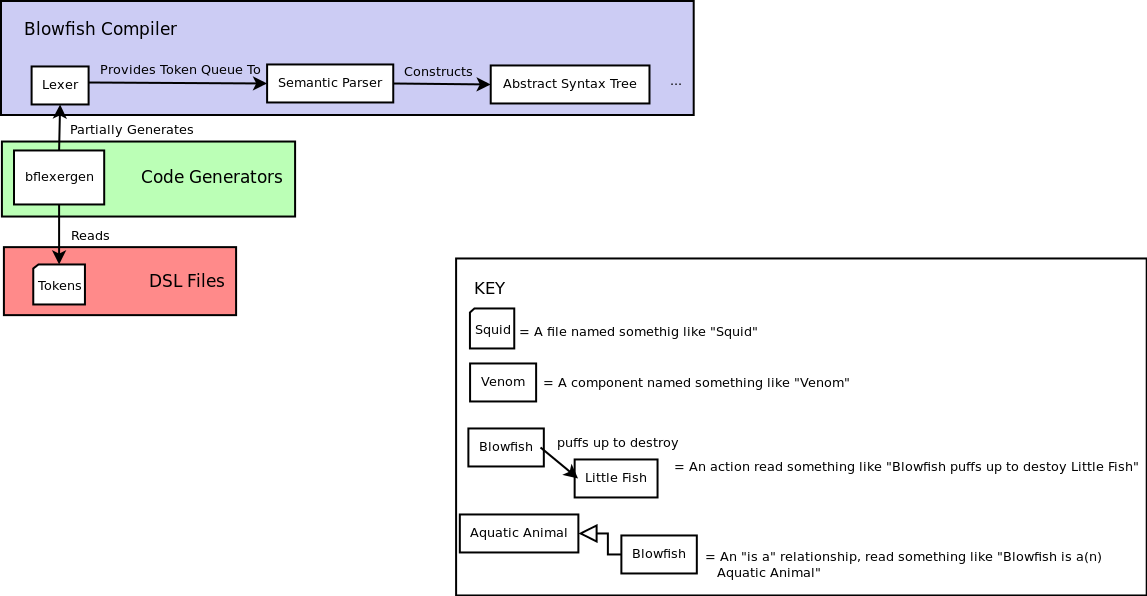 Blowfish Compiler
Lexer
Provides Token Queue To
Semantic Parser
Constructs
Abstract Syntax Tree
...
Partially Generates
bflexergen
Code Generators
Reads
Tokens
DSL Files
KEY
Squid
= A file named somethig like "Squid"
Venom
= A component named something like "Venom"
Blowfish
puffs up to destroy
Little Fish
= An action read something like "Blowfish puffs up to destoy Little Fish"
Aquatic Animal
Blowfish
= An "is a" relationship, read something like "Blowfish is a(n)
Aquatic Animal"